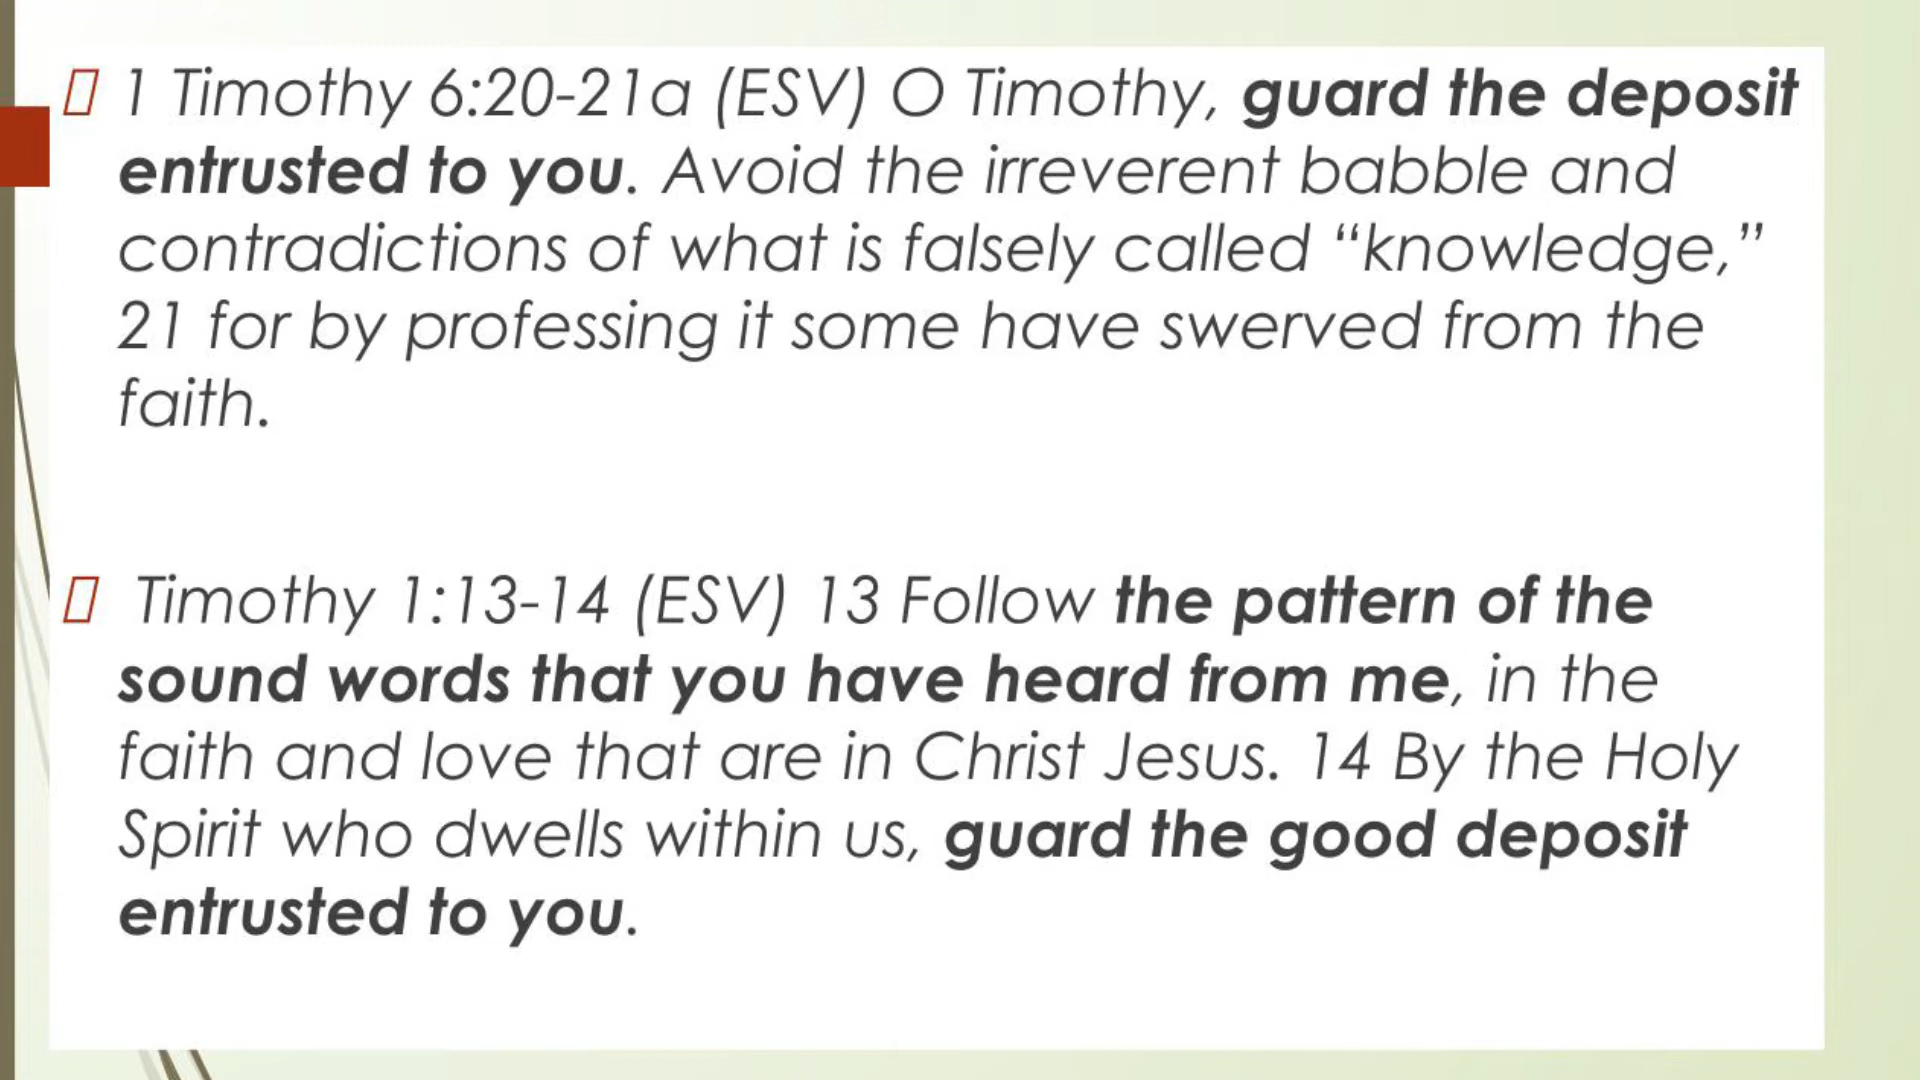 1 Timothy 6:20-21a (ESV) O Timothy, guard the deposit
entrusted to you. Avoid the irreverent babble and
contradictions of what is falsely called “knowledge,”
21 for by professing it some have swerved from the
faith.
Timothy 1:13-14 (ESV) 13 Follow the pattern of the
sound words that you have heard from me, in the
faith and love that are in Christ Jesus. 14 By the Holy
Spirit who dwells within us, guard the good deposit
entrusted to you.